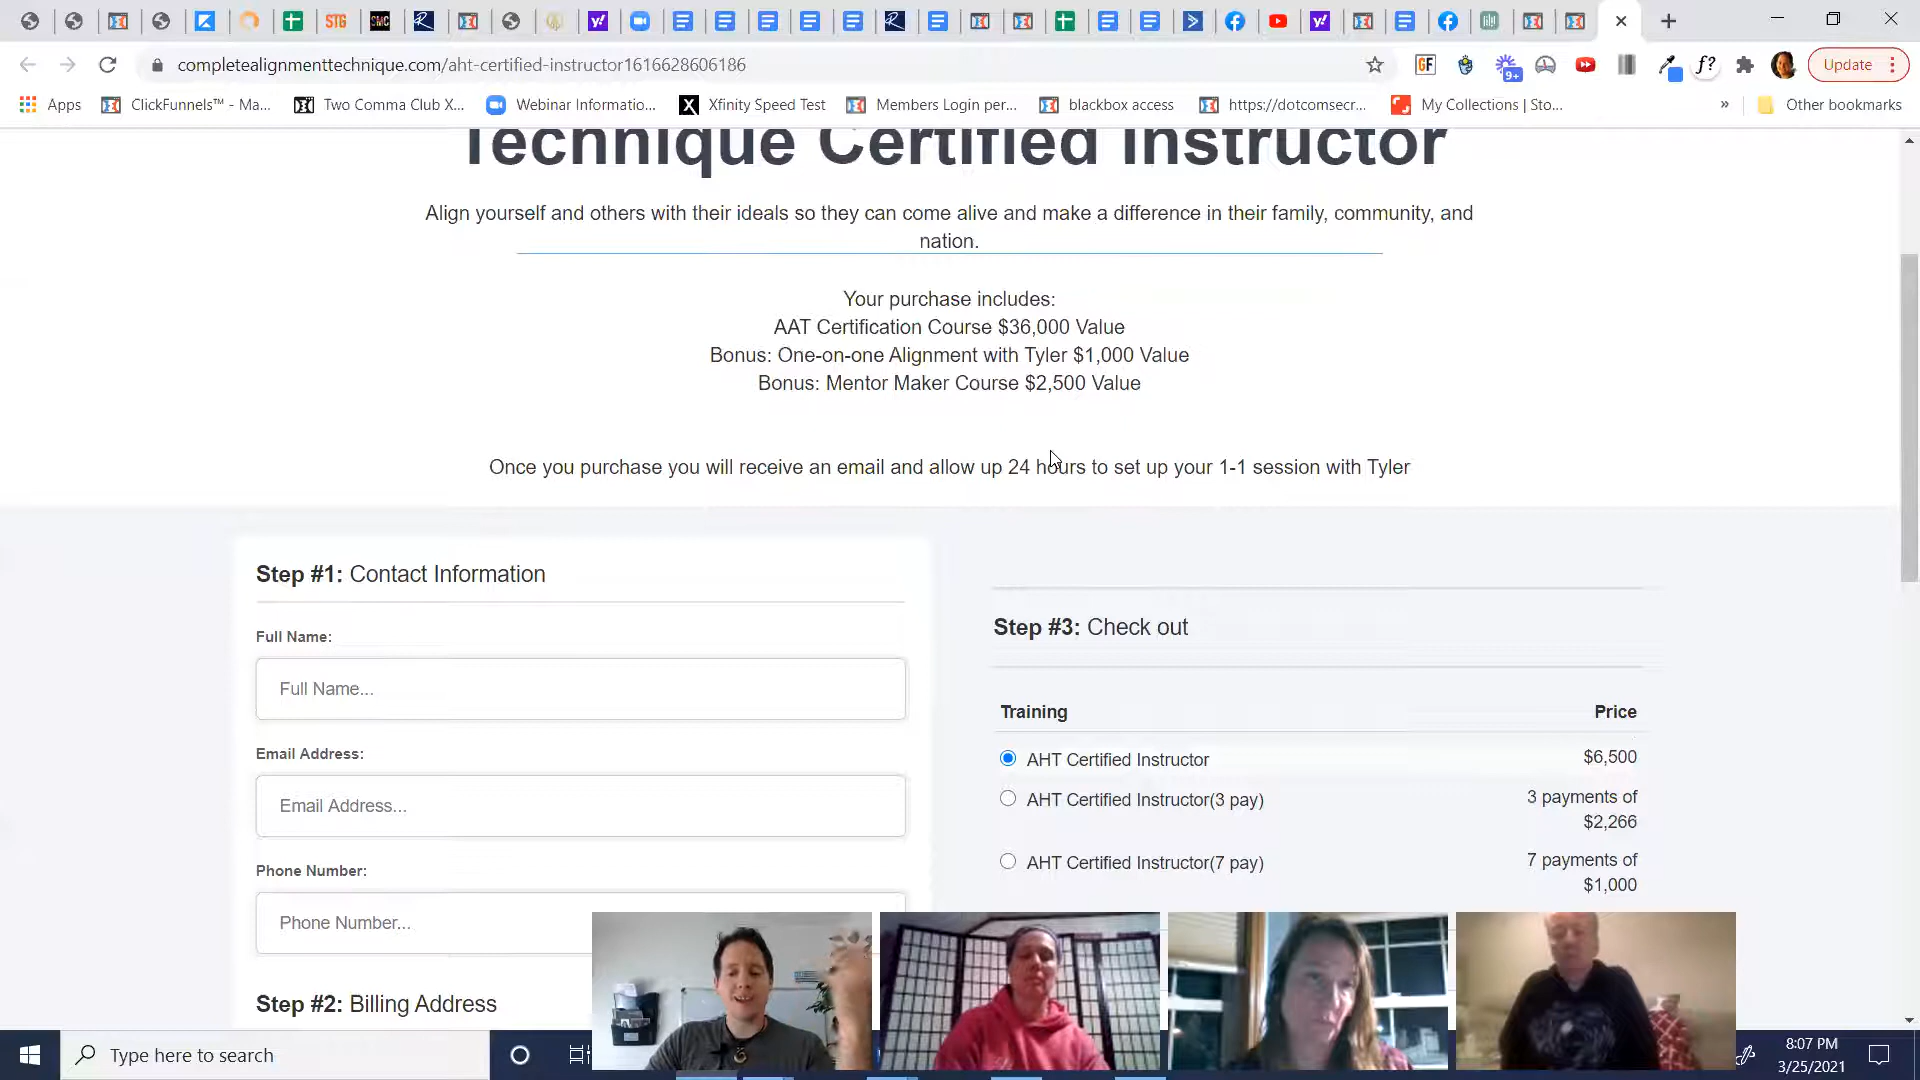 STG
SMC
completealignmenttechnique.com/aht-certified-instructor1616628606186
GF
9+
f?
Update
Apps
ClickFunnels™ - Ma...
Two Comma Club X...
Webinar Informatio...
Xfinity Speed Test
Members Login per...
blackbox access
https://dotcomsecr...
My Collections | Sto...
»
Other bookmarks
Technique Certified Instructor
Align yourself and others with their ideals so they can come alive and make a difference in their family, community, and
nation.
Your purchase includes:
AAT Certification Course $36,000 Value
Bonus: One-on-one Alignment with Tyler $1,000 Value
Bonus: Mentor Maker Course $2,500 Value
Once you purchase you will receive an email and allow up 24 hours to set up your 1-1 session with Tyler
Step #1: Contact Information
Full Name:
Full Name...
Email Address:
Email Address...
Phone Number:
Phone Number...
Step #2: Billing Address
Step #3: Check out
Training Price
AHT Certified Instructor $6,500
AHT Certified Instructor(3 pay) 3 payments of
$2,266
AHT Certified Instructor(7 pay) 7 payments of
$1,000
Type here to search
8:07 PM
3/25/2021